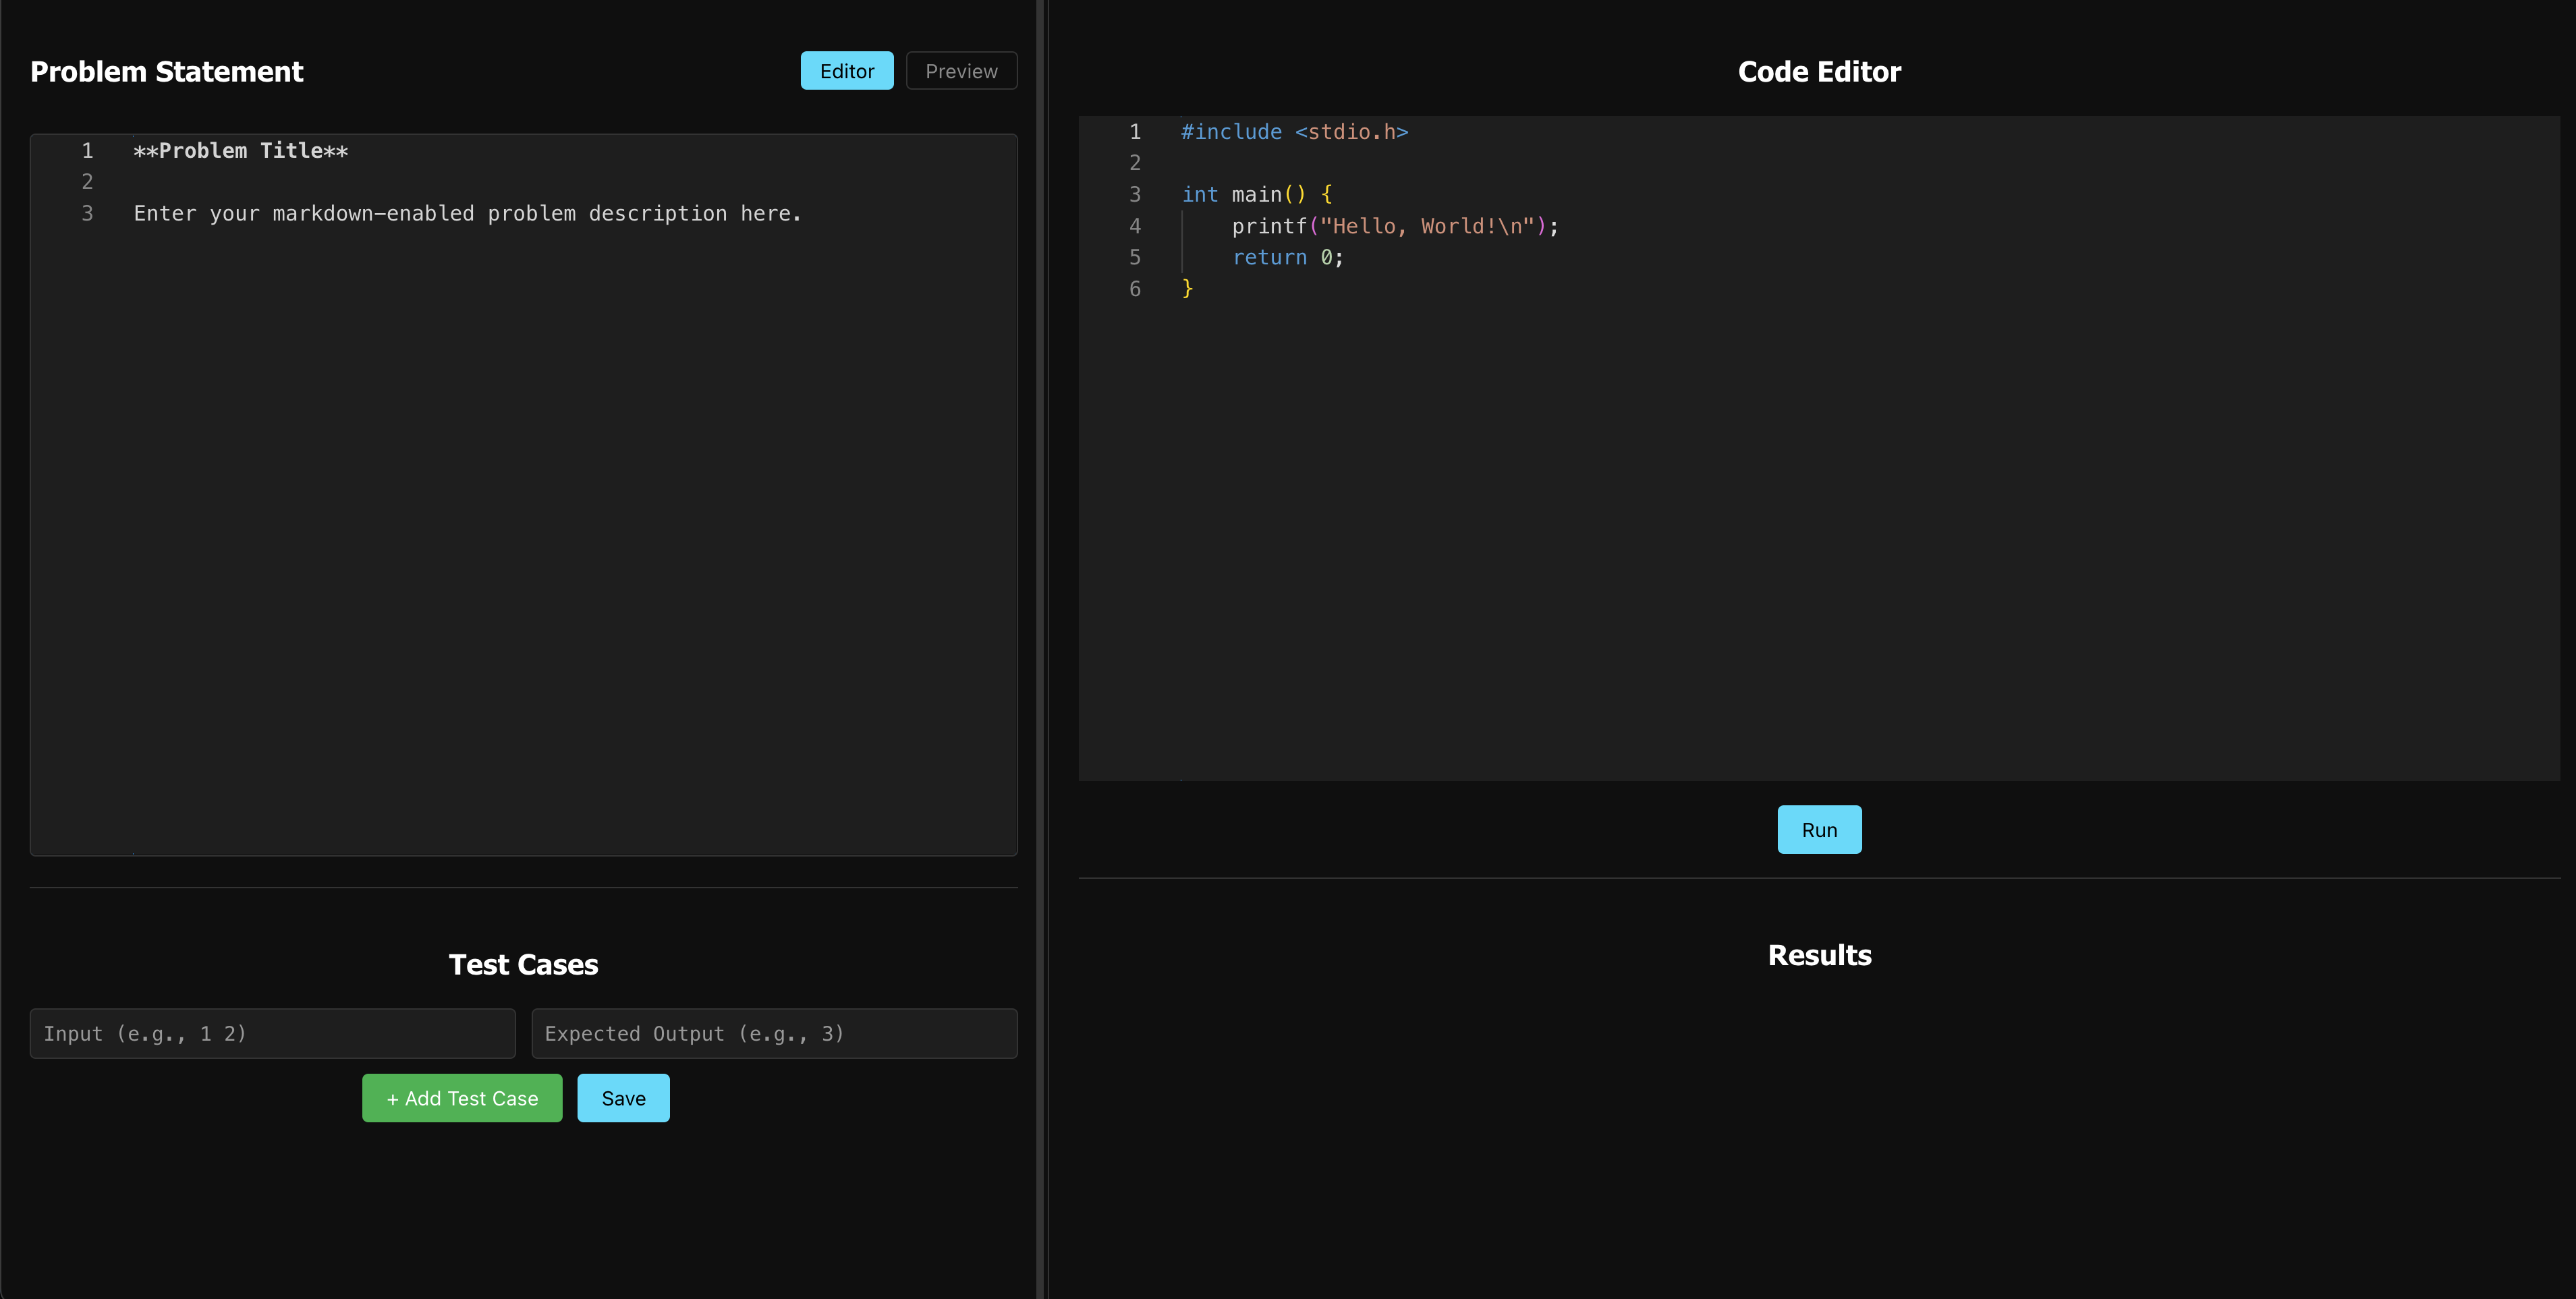 Problem Statement
Editor
Preview
1 **Problem Title**
2
3 Enter your markdown-enabled problem description here.
Test Cases
Input (e.g., 1 2)
Expected Output (e.g., 3)
+ Add Test Case
Save
Code Editor
1 #include <stdio.h>
2
3 int main() {
4     printf("Hello, World!\n");
5     return 0;
6 }
Run
Results